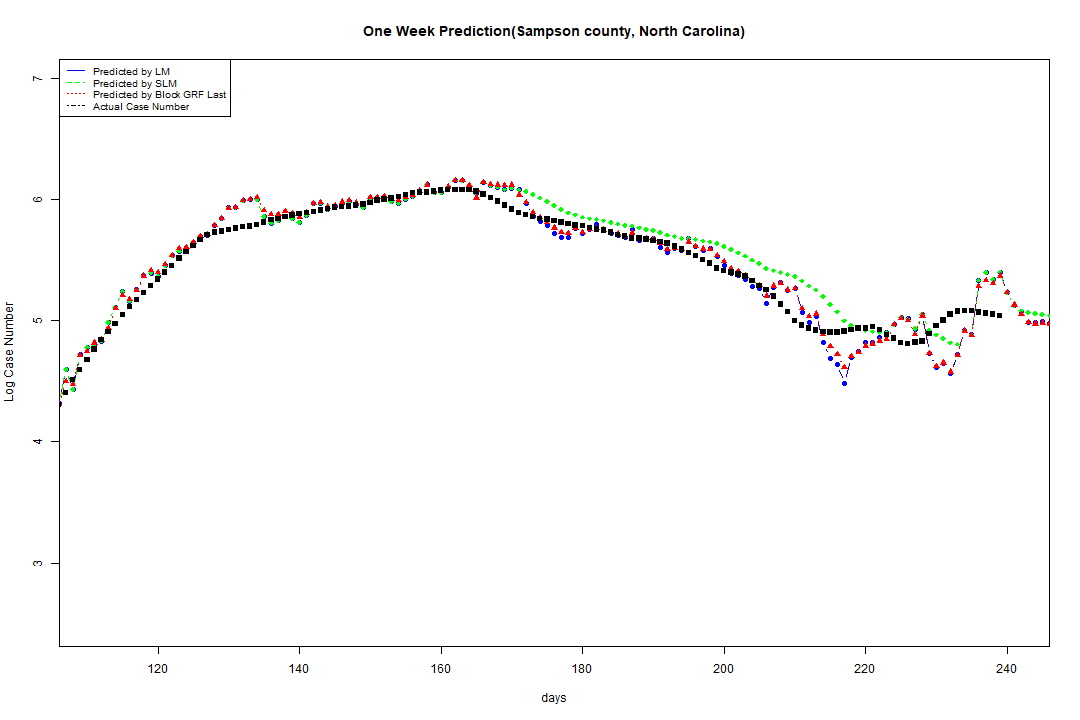 One Week Prediction(Sampson county, North Carolina)
Predicted by LM
Predicted by SLM
Predicted by Block GRF Last
Actual Case Number
7
6
5
4
3
Log Case Number
120 140 160 180 200 220 240
days